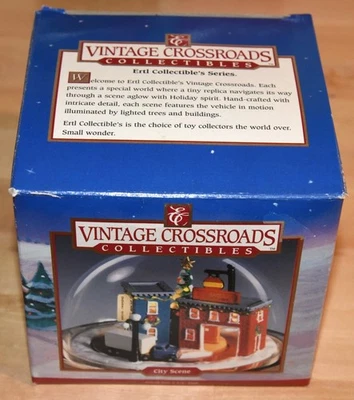 E
VINTAGE CROSSROADS
COLLECTIBLES
Ertl Collectible's Series.
Welcome to Ertl Collectible's Vintage Crossroads. Each
presents a special world where a tiny replica navigates its way
through a scene aglow with Holiday spirit. Hand-crafted with
intricate detail, each scene features the vehicle in motion
illuminated by lighted trees and buildings.
Ertl Collectible's is the choice of toy collectors the world over.
Small wonder.
E
VINTAGE CROSSROADS
COLLECTIBLES™
City Scene